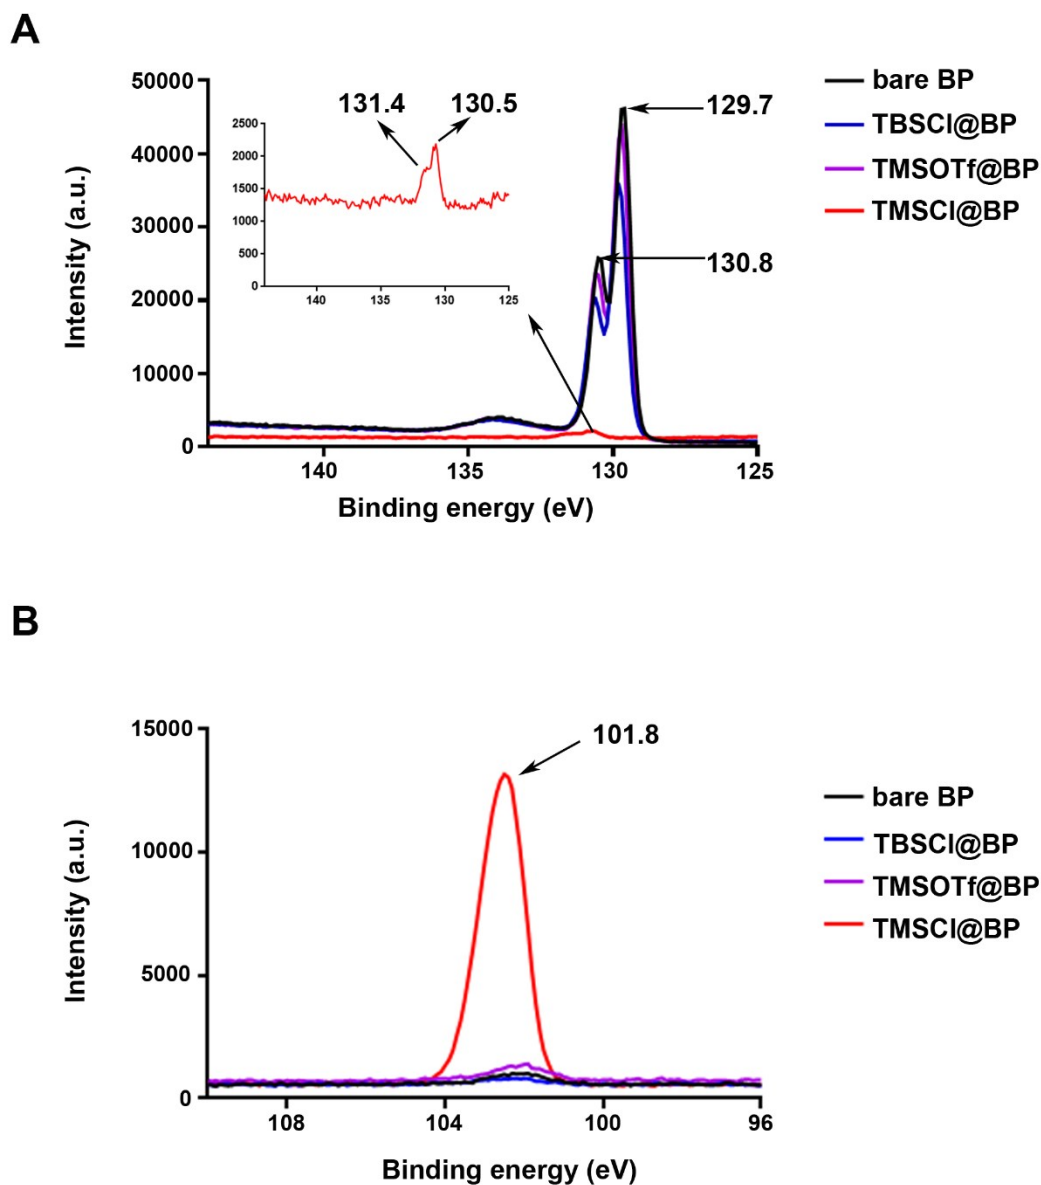 A
50000
40000
30000
20000
10000
0
Intensity (a.u.)
140
135
130
125
Binding energy (eV)
2500
2000
1500
1000
500
0
140
135
130
125
131.4
130.5
129.7
130.8
bare BP
TBSCl@BP
TMSOTf@BP
TMSCl@BP
B
15000
10000
5000
0
Intensity (a.u.)
108
104
100
96
Binding energy (eV)
101.8
bare BP
TBSCl@BP
TMSOTf@BP
TMSCl@BP